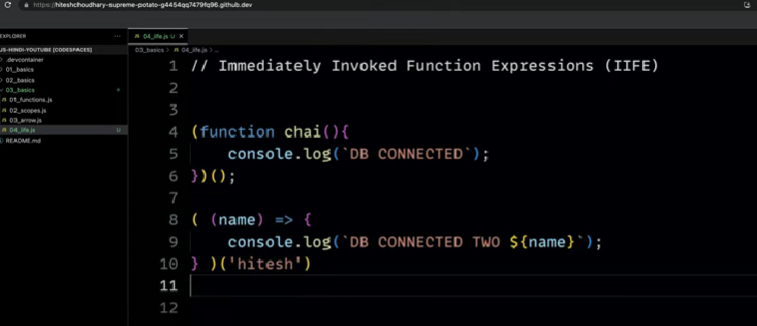 https://hiteshchoudhary-supreme-potato-g4454qq7479fq96.github.dev
EXPLORER
JS-HINDI-YOUTUBE [CODESPACES]
.devcontainer
01_basics
02_basics
03_basics
01_functions.js
02_scopes.js
03_arrow.js
04_iife.js U
README.md
04_iife.js U
03_basics > 04_iife.js > ...
1 // Immediately Invoked Function Expressions (IIFE)
2
3
4 (function chai(){
5 console.log(`DB CONNECTED`);
6 })();
7
8 ( (name) => {
9 console.log(`DB CONNECTED TWO ${name}`);
10 } )('hitesh')
11
12